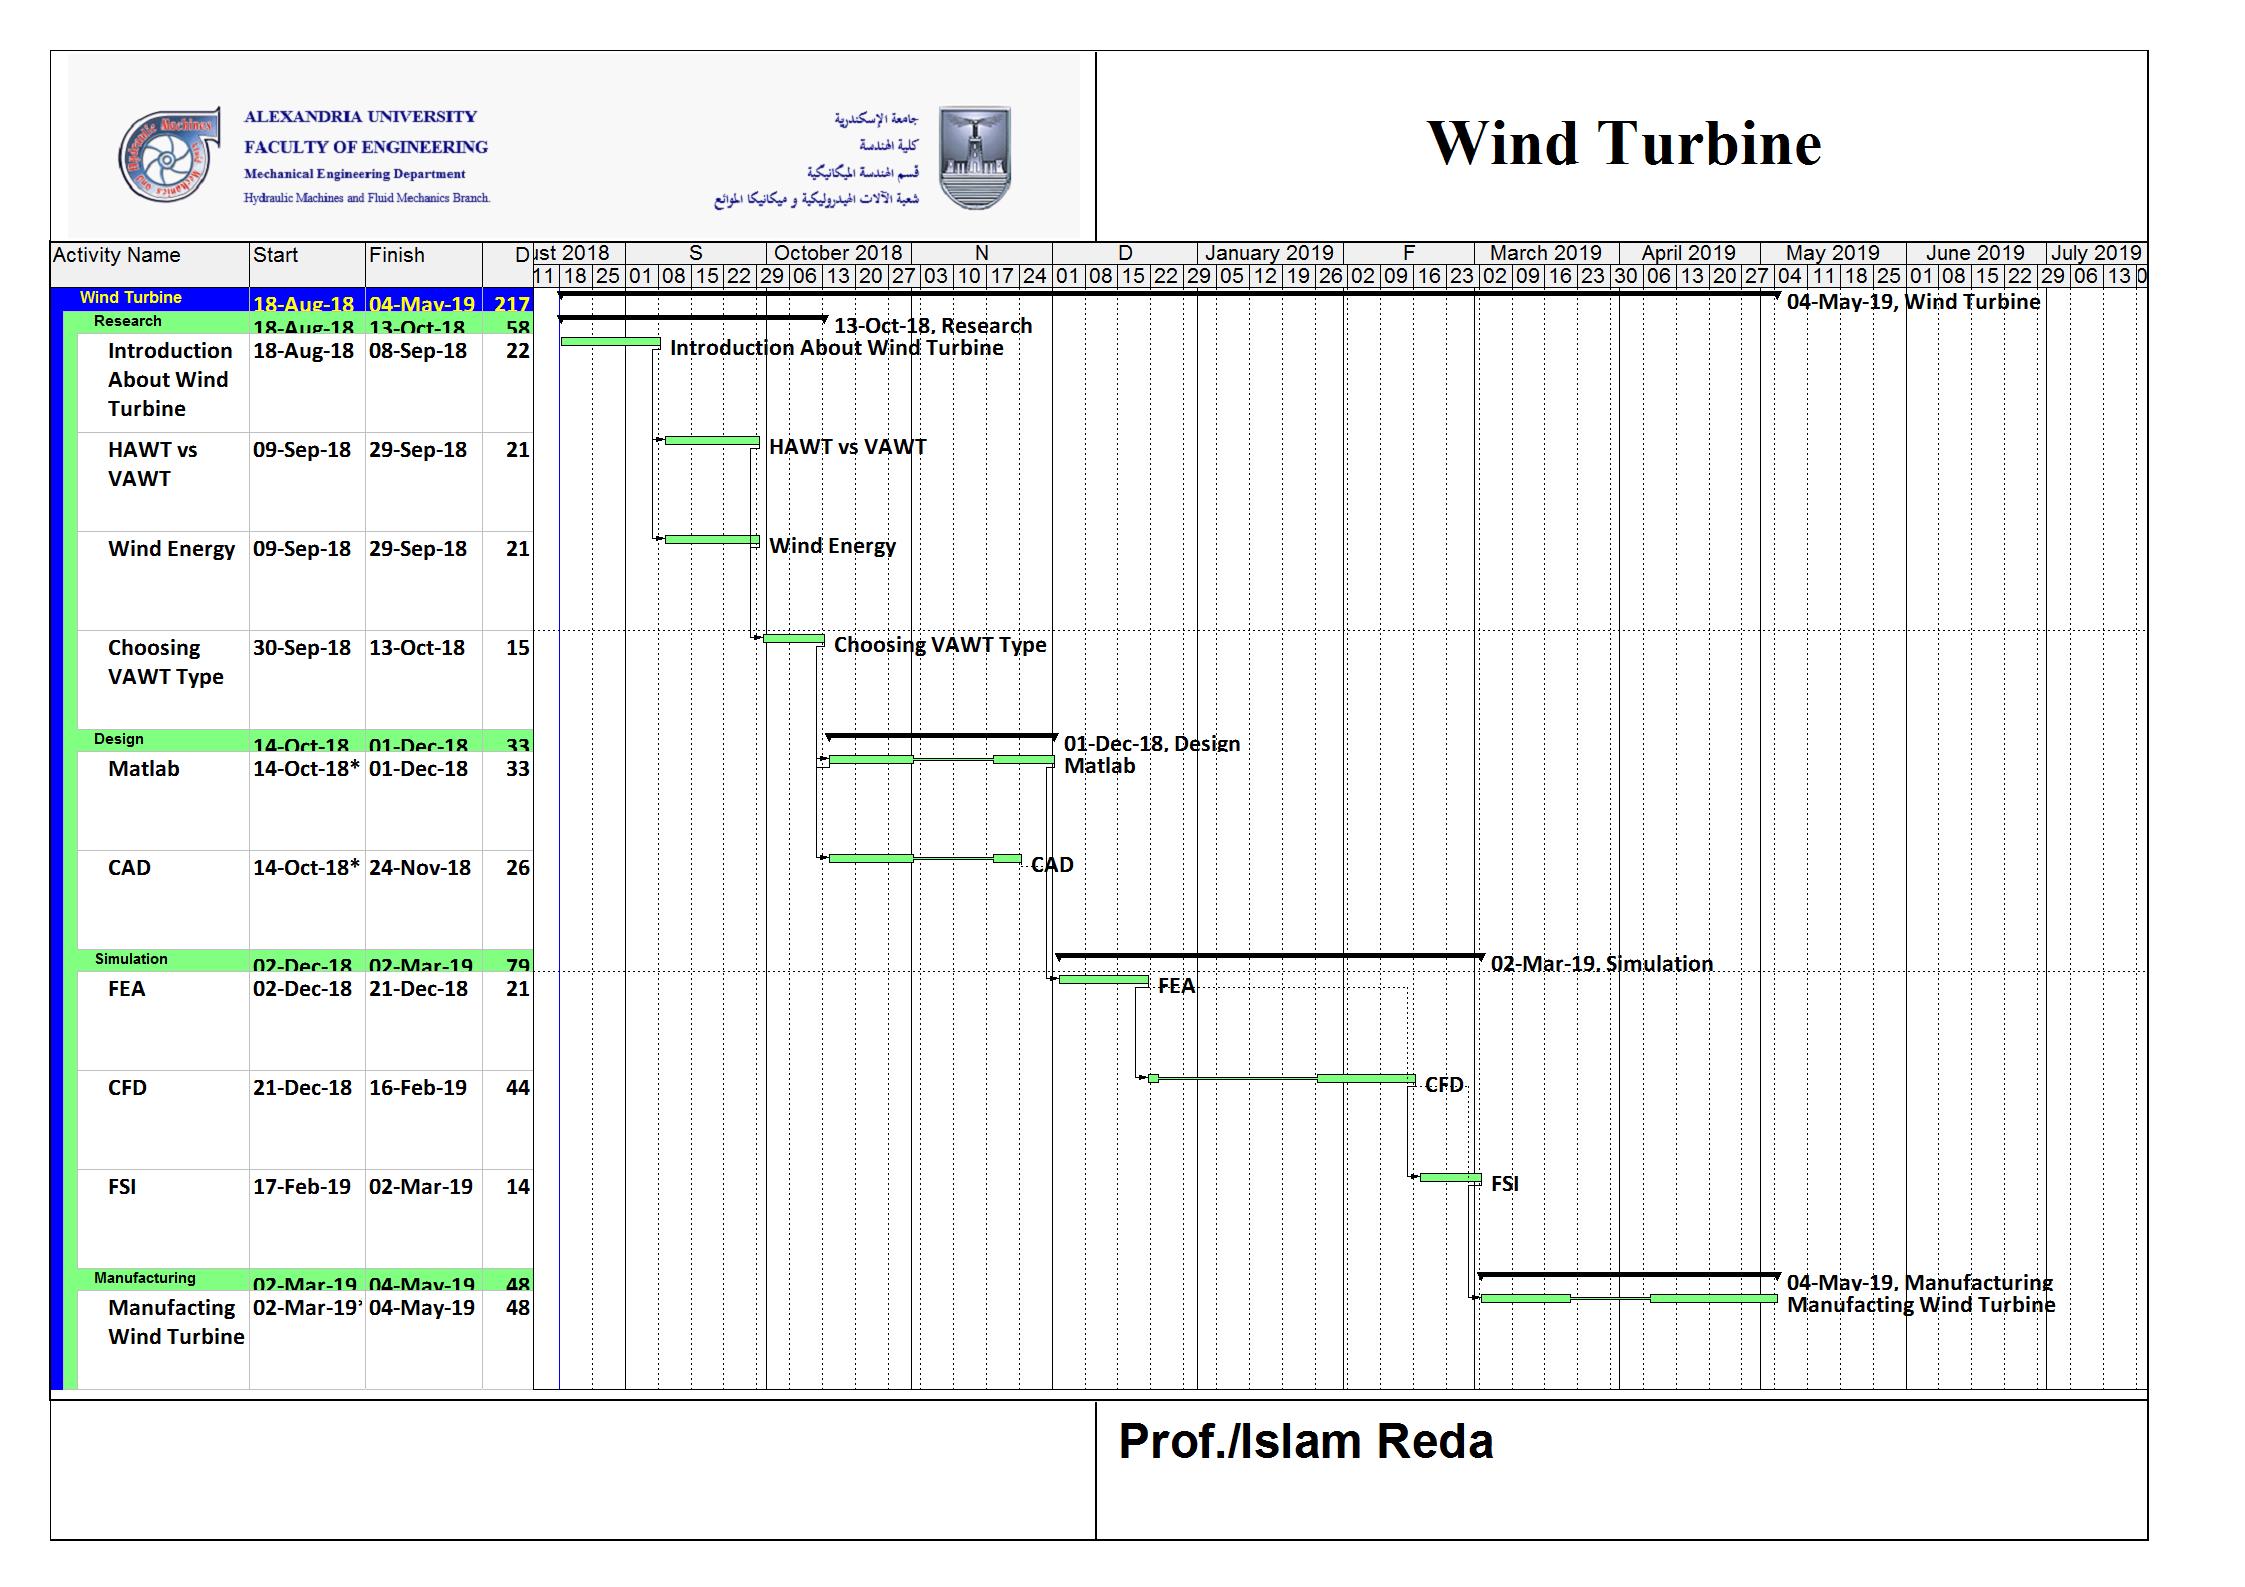 ALEXANDRIA UNIVERSITY
FACULTY OF ENGINEERING
Mechanical Engineering Department
Hydraulic Machines and Fluid Mechanics Branch.
جامعة الإسكندرية
كلية الهندسة
قسم الهندسة الميكانيكية
شعبة الآلات الهيدروليكية و ميكانيكا الموائع
Wind Turbine
Activity Name Start Finish D
ust 2018 S October 2018 N D January 2019 F March 2019 April 2019 May 2019 June 2019 July 2019
11 18 25 01 08 15 22 29 06 13 20 27 03 10 17 24 01 08 15 22 29 05 12 19 26 02 09 16 23 02 09 16 23 30 06 13 20 27 04 11 18 25 01 08 15 22 29 06 13 0
Wind Turbine 18-Aug-18 04-May-19 217
04-May-19, Wind Turbine
Research 18-Aug-18 13-Oct-18 58
13-Oct-18, Research
Introduction About Wind Turbine
Introduction 18-Aug-18 08-Sep-18 22
About Wind
Turbine
HAWT vs 09-Sep-18 29-Sep-18 21
VAWT
HAWT vs VAWT
Wind Energy 09-Sep-18 29-Sep-18 21
Wind Energy
Choosing 30-Sep-18 13-Oct-18 15
VAWT Type
Choosing VAWT Type
Design 14-Oct-18 01-Dec-18 33
01-Dec-18, Design
Matlab 14-Oct-18* 01-Dec-18 33
Matlab
CAD 14-Oct-18* 24-Nov-18 26
CAD
Simulation 02-Dec-18 02-Mar-19 79
02-Mar-19, Simulation
FEA 02-Dec-18 21-Dec-18 21
FEA
CFD 21-Dec-18 16-Feb-19 44
CFD
FSI 17-Feb-19 02-Mar-19 14
FSI
Manufacturing 02-Mar-19 04-May-19 48
04-May-19, Manufacturing
Manufacting 02-Mar-19* 04-May-19 48
Wind Turbine
Manufacting Wind Turbine
Prof./Islam Reda